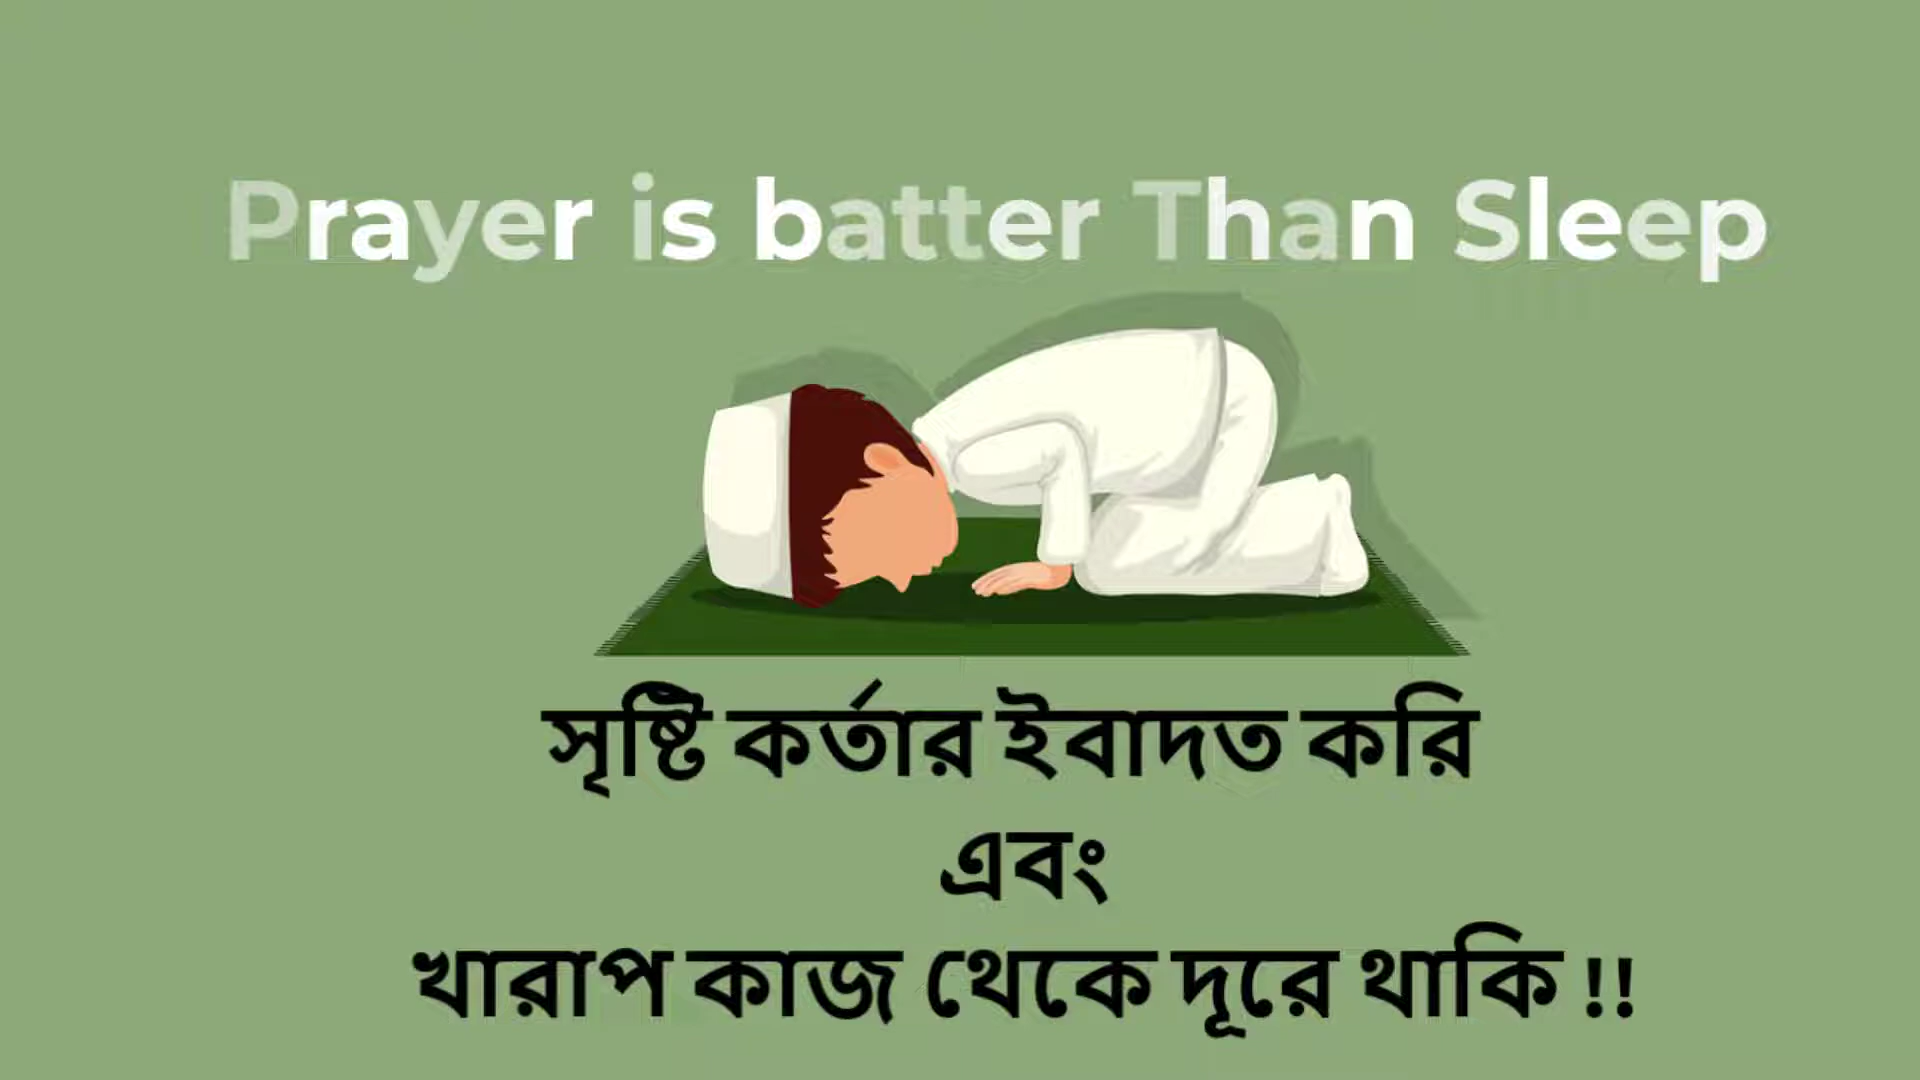 Prayer is batter Than Sleep
সৃষ্টি কর্তার ইবাদত করি
এবং
খারাপ কাজ থেকে দূরে থাকি !!